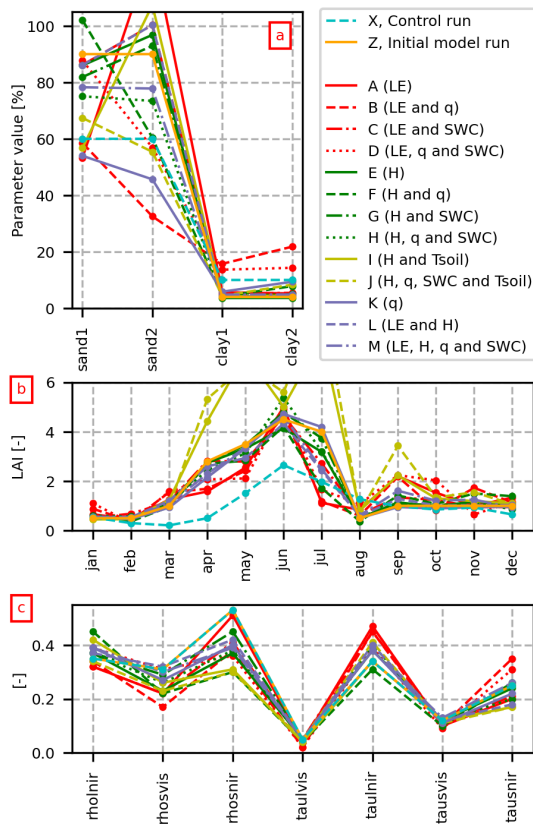 a
100
80
60
40
20
0
Parameter value [%]
sand1
sand2
clay1
clay2
X, Control run
Z, Initial model run
A (LE)
B (LE and q)
C (LE and SWC)
D (LE, q and SWC)
E (H)
F (H and q)
G (H and SWC)
H (H, q and SWC)
I (H and Tsoil)
J (H, q, SWC and Tsoil)
K (q)
L (LE and H)
M (LE, H, q and SWC)
b
6
4
2
0
LAI [-]
jan
feb
mar
apr
may
jun
jul
aug
sep
oct
nov
dec
c
0.4
0.2
0.0
[-]
rholnir
rhosvis
rhosnir
taulvis
taulnir
tausvis
tausnir